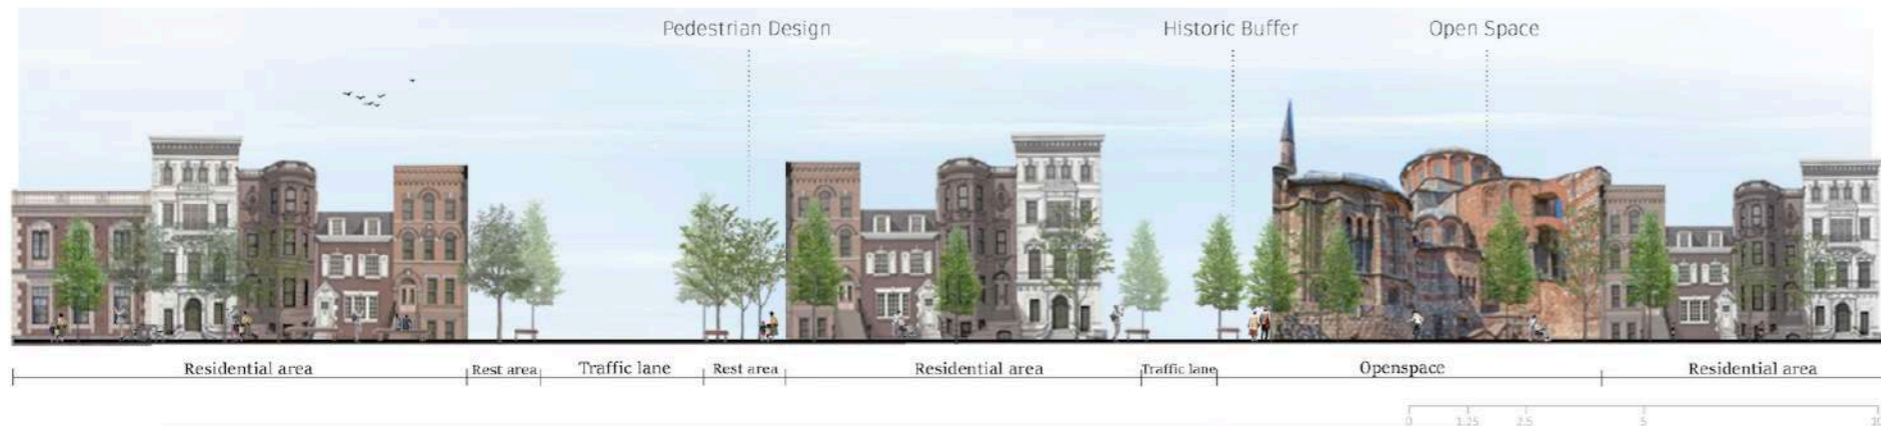 Pedestrian Design
Historic Buffer
Open Space
Residential area
Rest area
Traffic lane
Rest area
Residential area
Traffic lane
Openspace
Residential area
0 1.25 2.5 5 10